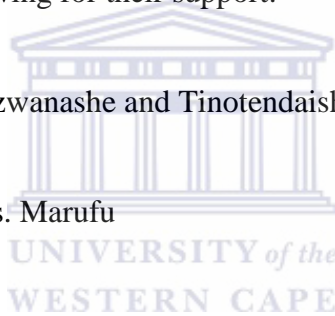 wing for their support.
zwanashe and Tinotendaish
s. Marufu
UNIVERSITY of the
WESTERN CAPE